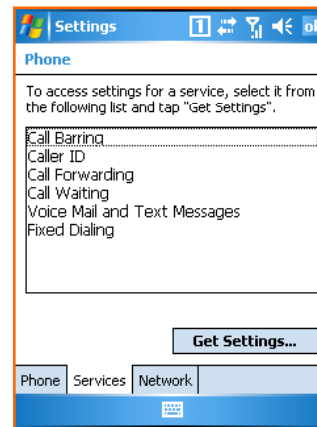 Settings 1 ok
Phone
To access settings for a service, select it from
the following list and tap "Get Settings".
Call Barring
Caller ID
Call Forwarding
Call Waiting
Voice Mail and Text Messages
Fixed Dialing
Get Settings...
Phone Services Network